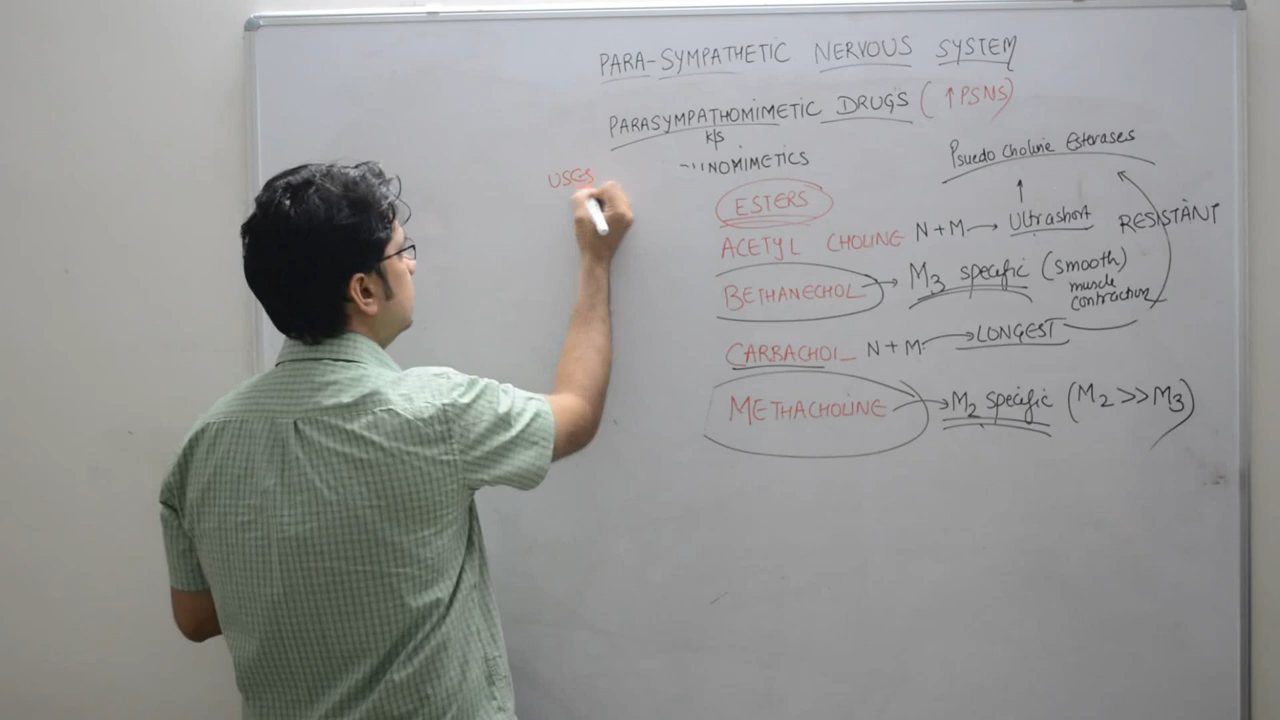 PARA-SYMPATHETIC NERVOUS SYSTEM
PARASYMPATHOMIMETIC DRUGS (↑PSNS)
K/S
NOMIMETICS
Psuedo Choline Esterases
USES
ESTERS
ACETYL CHOLINE N+M → Ultrashort RESISTANT
BETHANECHOL → M3 specific (smooth)
muscle
contraction
CARBACHOL N+M → LONGEST
METHACHOLINE → M2 specific (M2 >> M3)